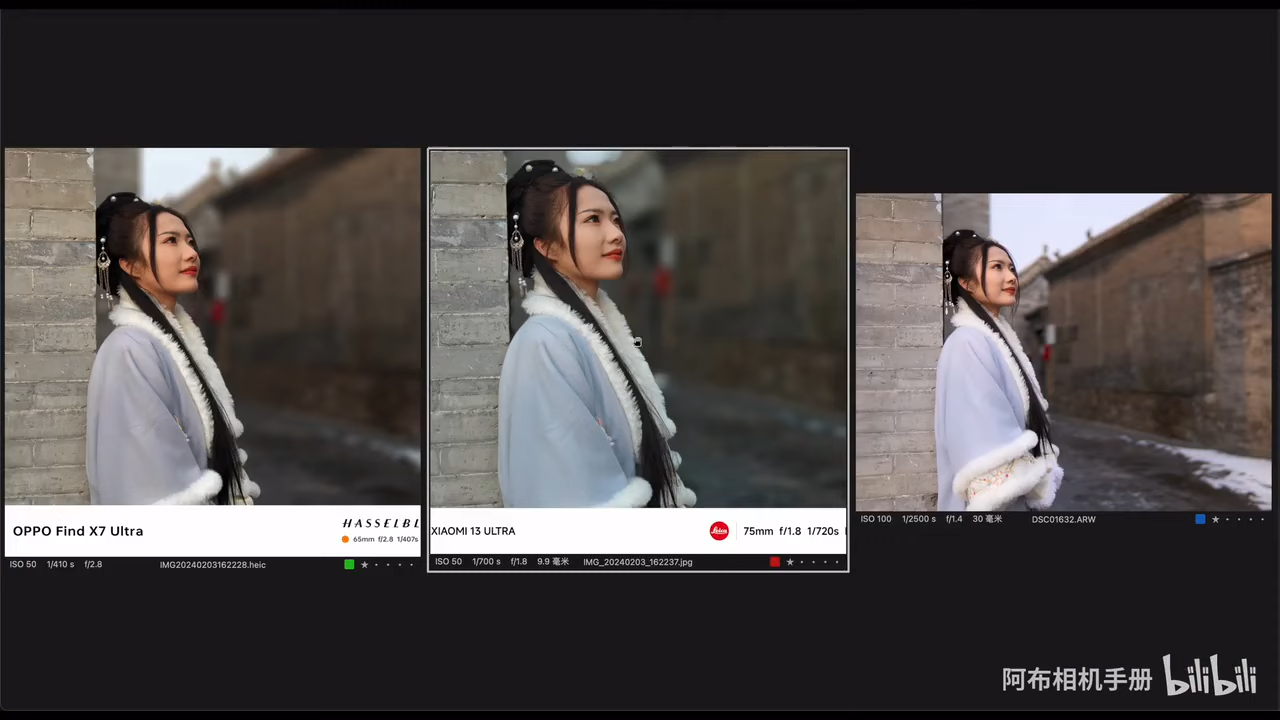 OPPO Find X7 Ultra
HASSELBL
65mm f/2.8 1/407s
ISO 50 1/410 s f/2.8 IMG20240203162228.heic
XIAOMI 13 ULTRA
Leica
75mm f/1.8 1/720s
ISO 50 1/700 s f/1.8 9.9 毫米 IMG_20240203_162237.jpg
ISO 100 1/2500 s f/1.4 30 毫米 DSC01632.ARW
阿布相机手册 bilibili